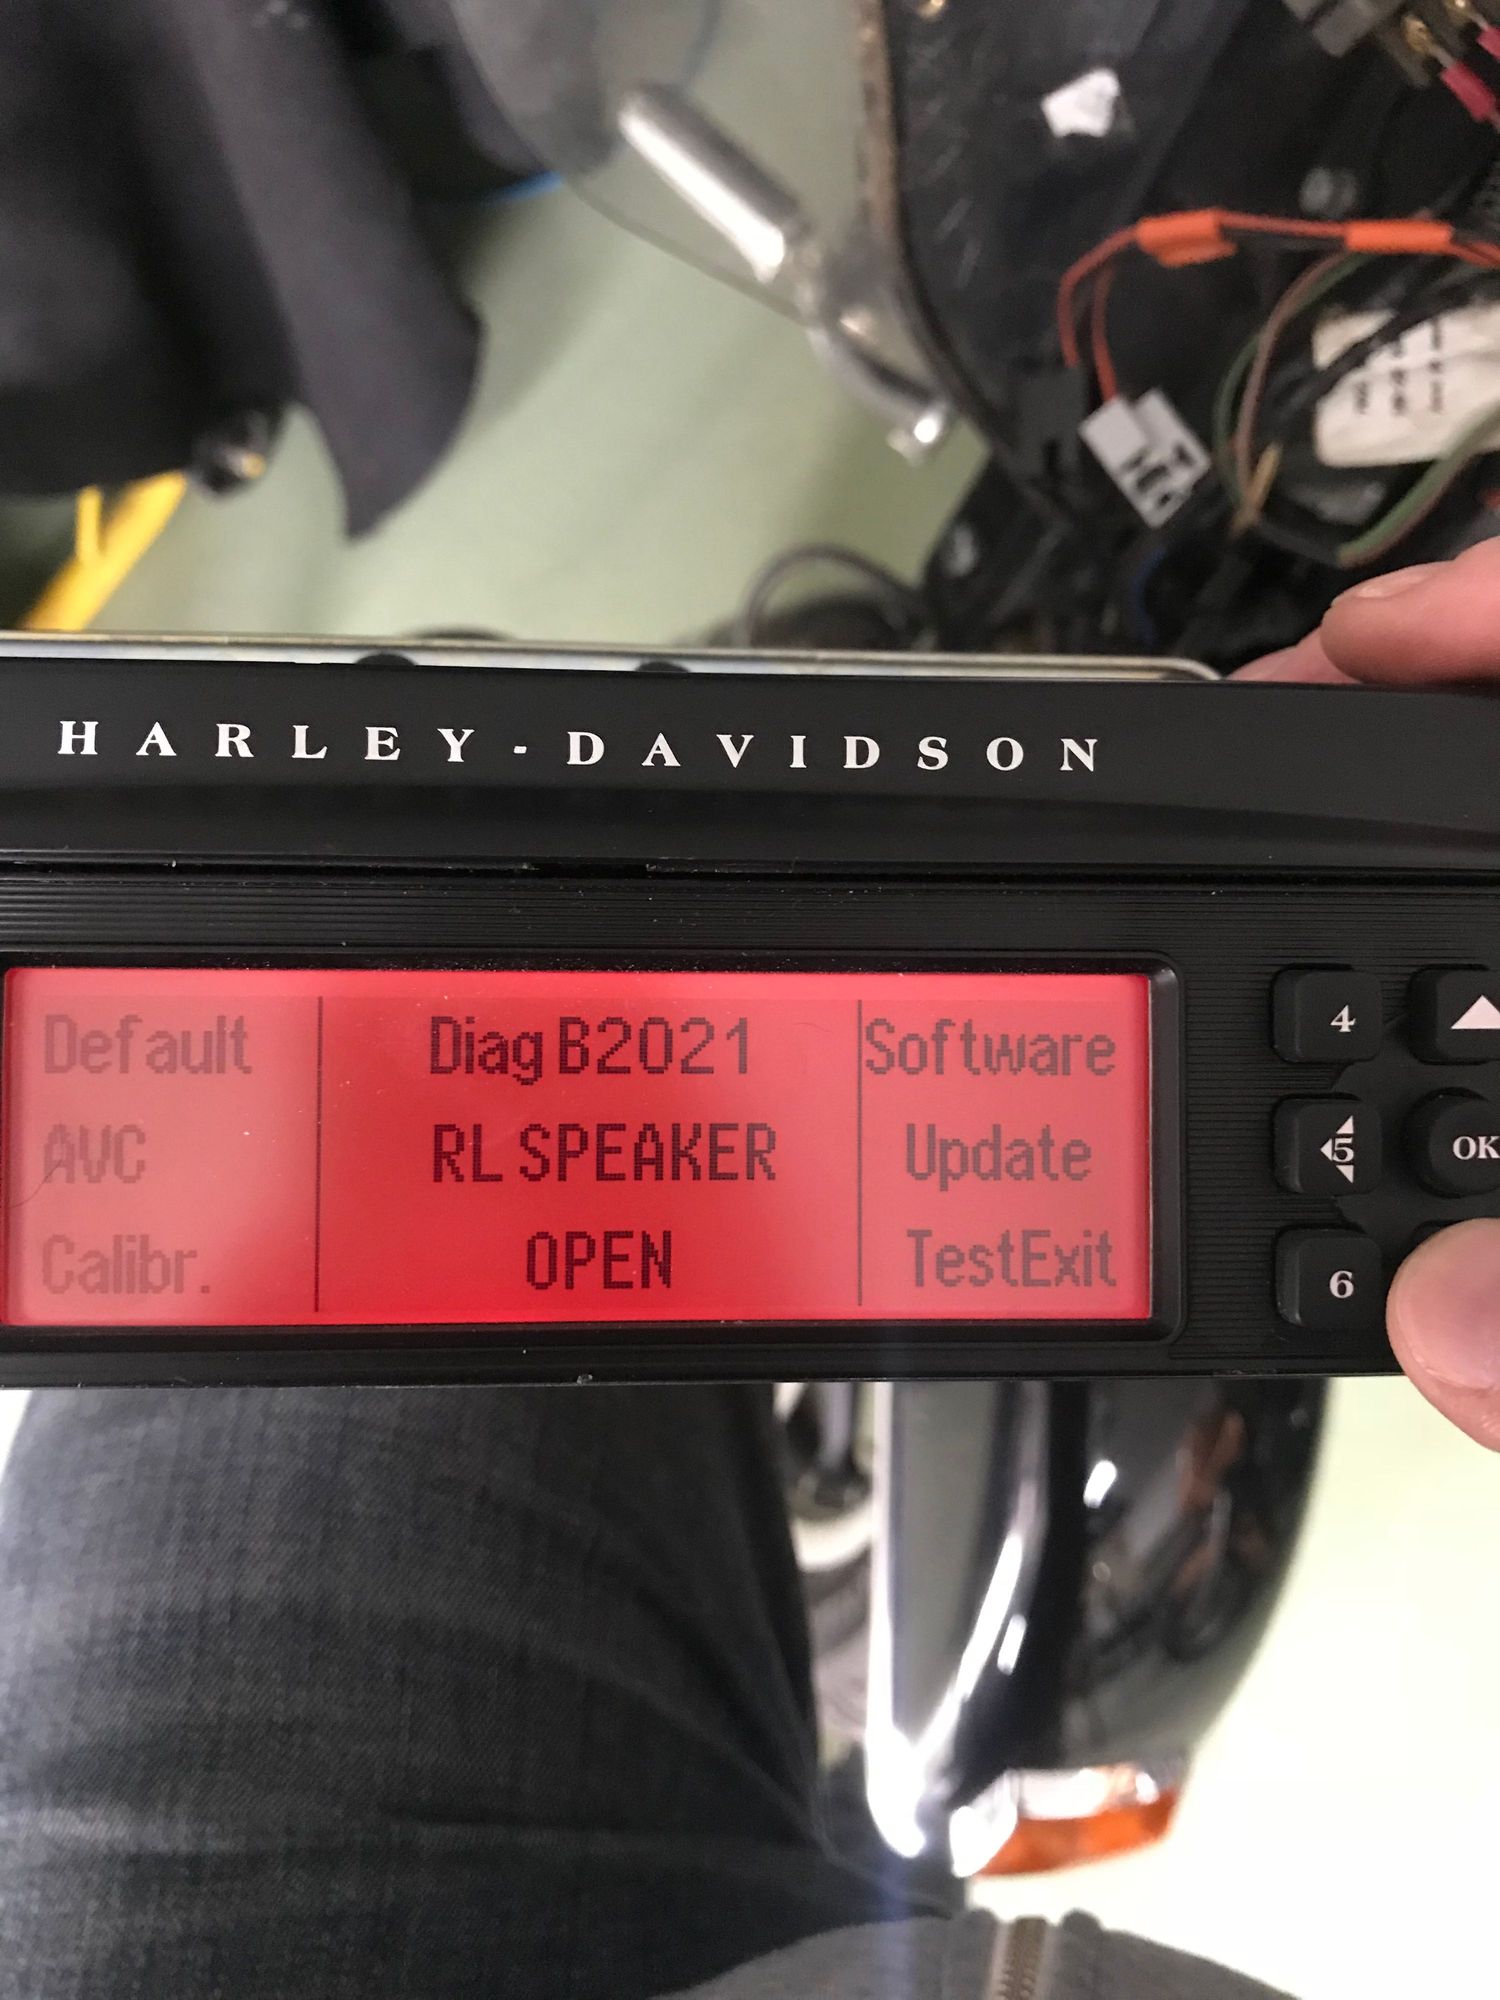 HARLEY-DAVIDSON
Default
AVC
Calibr.
Diag B2021
RL SPEAKER
OPEN
Software
Update
TestExit
4
5
OK
6